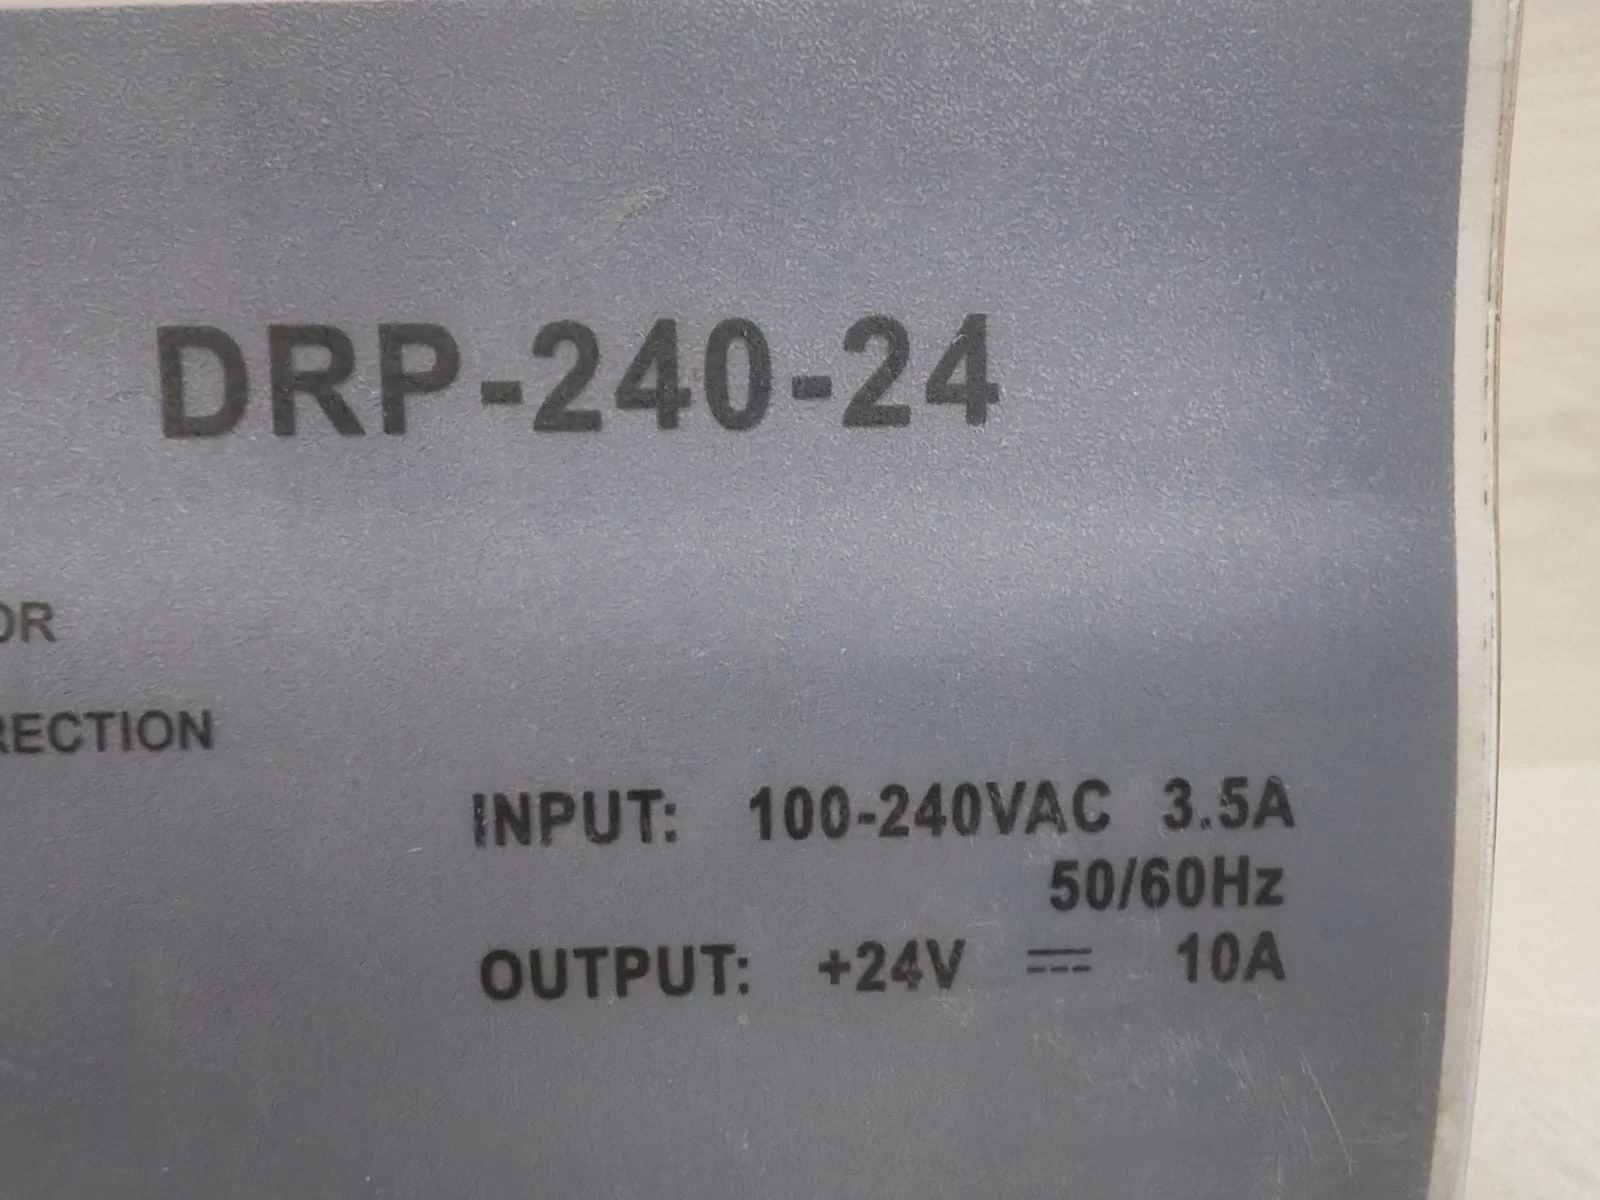 DRP-240-24
OR
RECTION
INPUT: 100-240VAC 3.5A
50/60Hz
OUTPUT: +24V ⎓ 10A